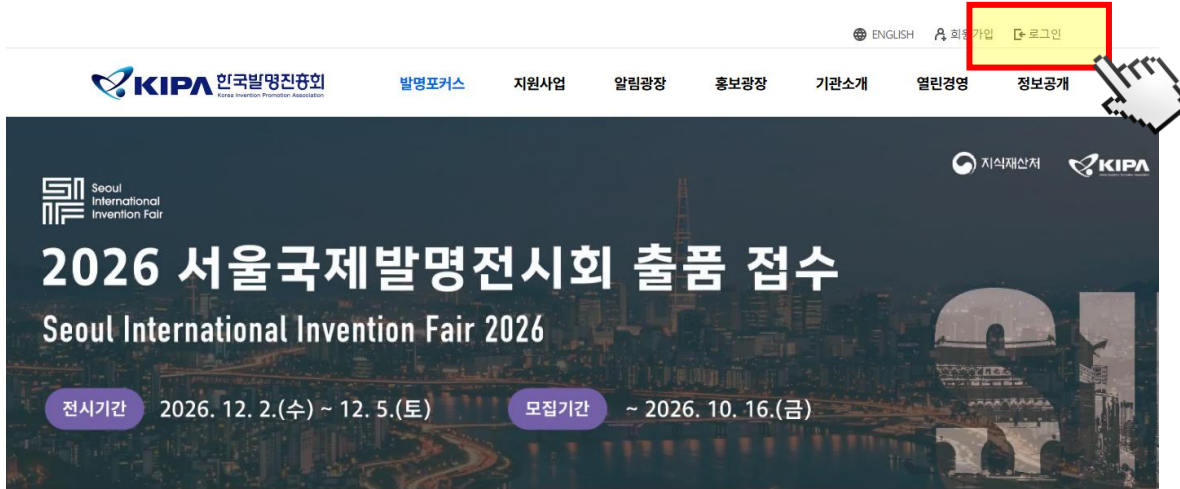 ENGLISH 회원가입 로그인
KIPA 한국발명진흥회
Korea Invention Promotion Association
발명포커스 지원사업 알림광장 홍보광장 기관소개 열린경영 정보공개
지식재산처 KIPA
Seoul
International
Invention Fair
2026 서울국제발명전시회 출품 접수
Seoul International Invention Fair 2026
전시기간 2026. 12. 2.(수) ~ 12. 5.(토) 모집기간 ~ 2026. 10. 16.(금)